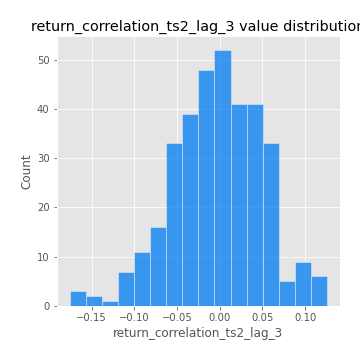 return_correlation_ts2_lag_3 value distribution
50
40
30
20
10
0
Count
−0.15 −0.10 −0.05 0.00 0.05 0.10
return_correlation_ts2_lag_3